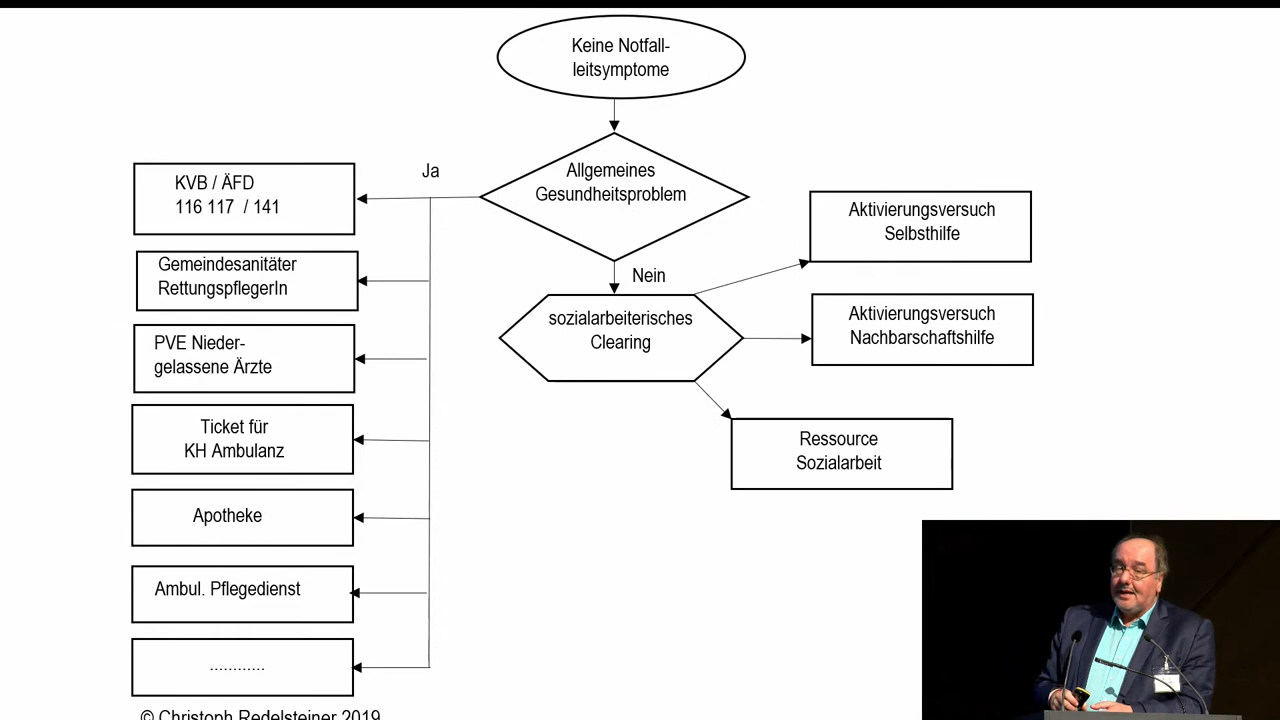 Keine Notfall-
leitsymptome
Allgemeines
Gesundheitsproblem
Ja
KVB / ÄFD
116 117 / 141
Gemeindesanitäter
RettungspflegerIn
PVE Nieder-
gelassene Ärzte
Ticket für
KH Ambulanz
Apotheke
Ambul. Pflegedienst
............
Nein
sozialarbeiterisches
Clearing
Aktivierungsversuch
Selbsthilfe
Aktivierungsversuch
Nachbarschaftshilfe
Ressource
Sozialarbeit
© Christoph Redelsteiner 2019